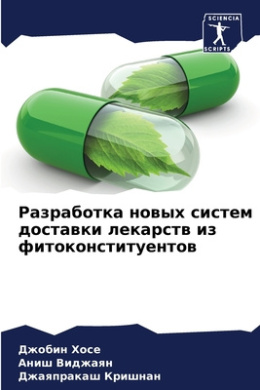 SCIENCIA
SCRIPTS
Разработка новых систем
доставки лекарств из
фитоконституентов
Джобин Хосе
Аниш Виджаян
Джаяпракаш Кришнан